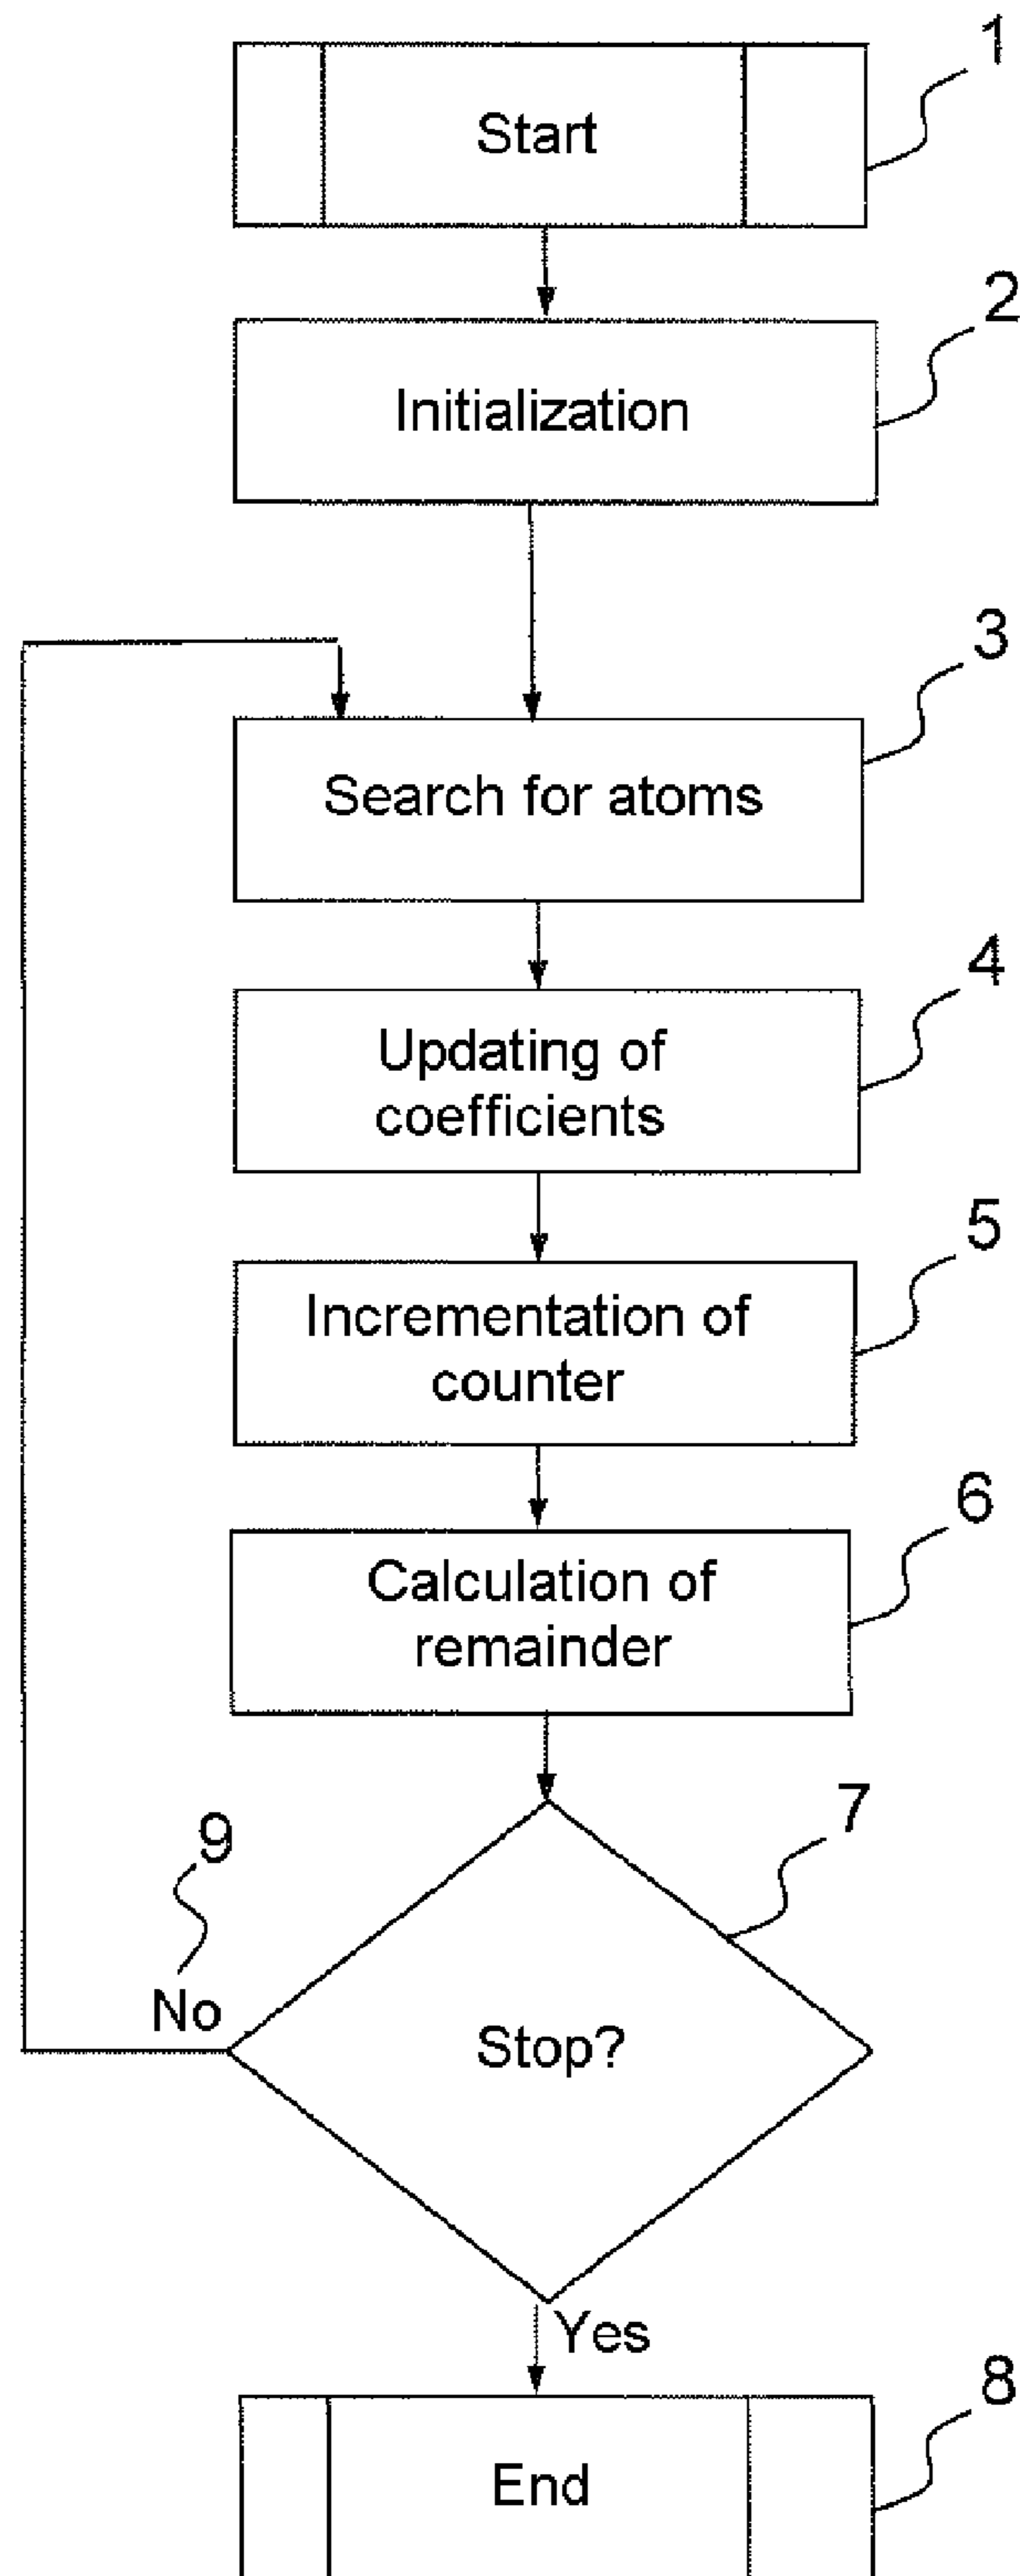 1
Start
2
Initialization
3
Search for atoms
4
Updating of
coefficients
5
Incrementation of
counter
6
Calculation of
remainder
7
9
No
Stop?
Yes
8
End